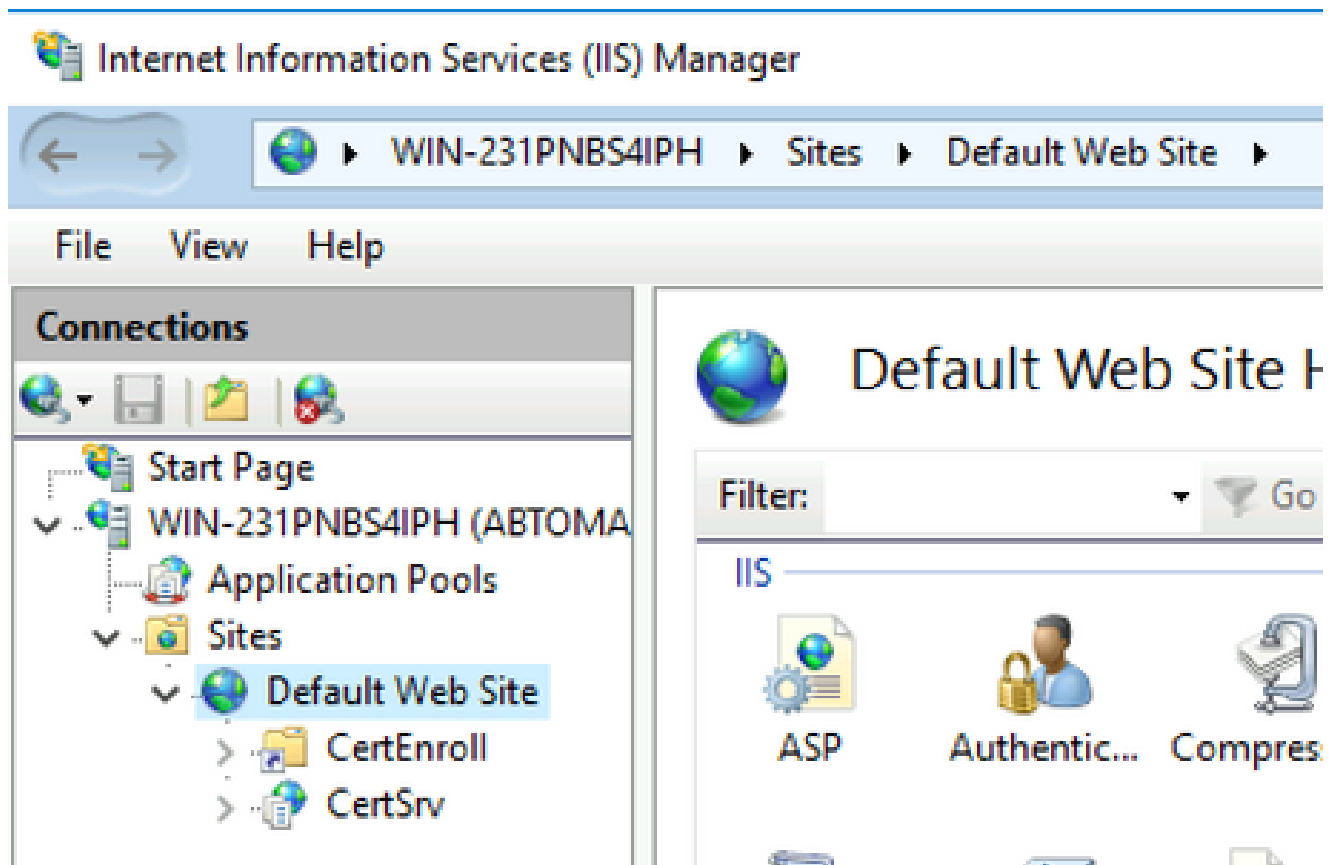 Internet Information Services (IIS) Manager
WIN-231PNBS4IPH Sites Default Web Site
File View Help
Connections
Default Web Site H
Start Page
Filter: Go
WIN-231PNBS4IPH (ABTOMA
IIS
Application Pools
Sites
Default Web Site
CertEnroll
CertSrv
ASP Authentic... Compres